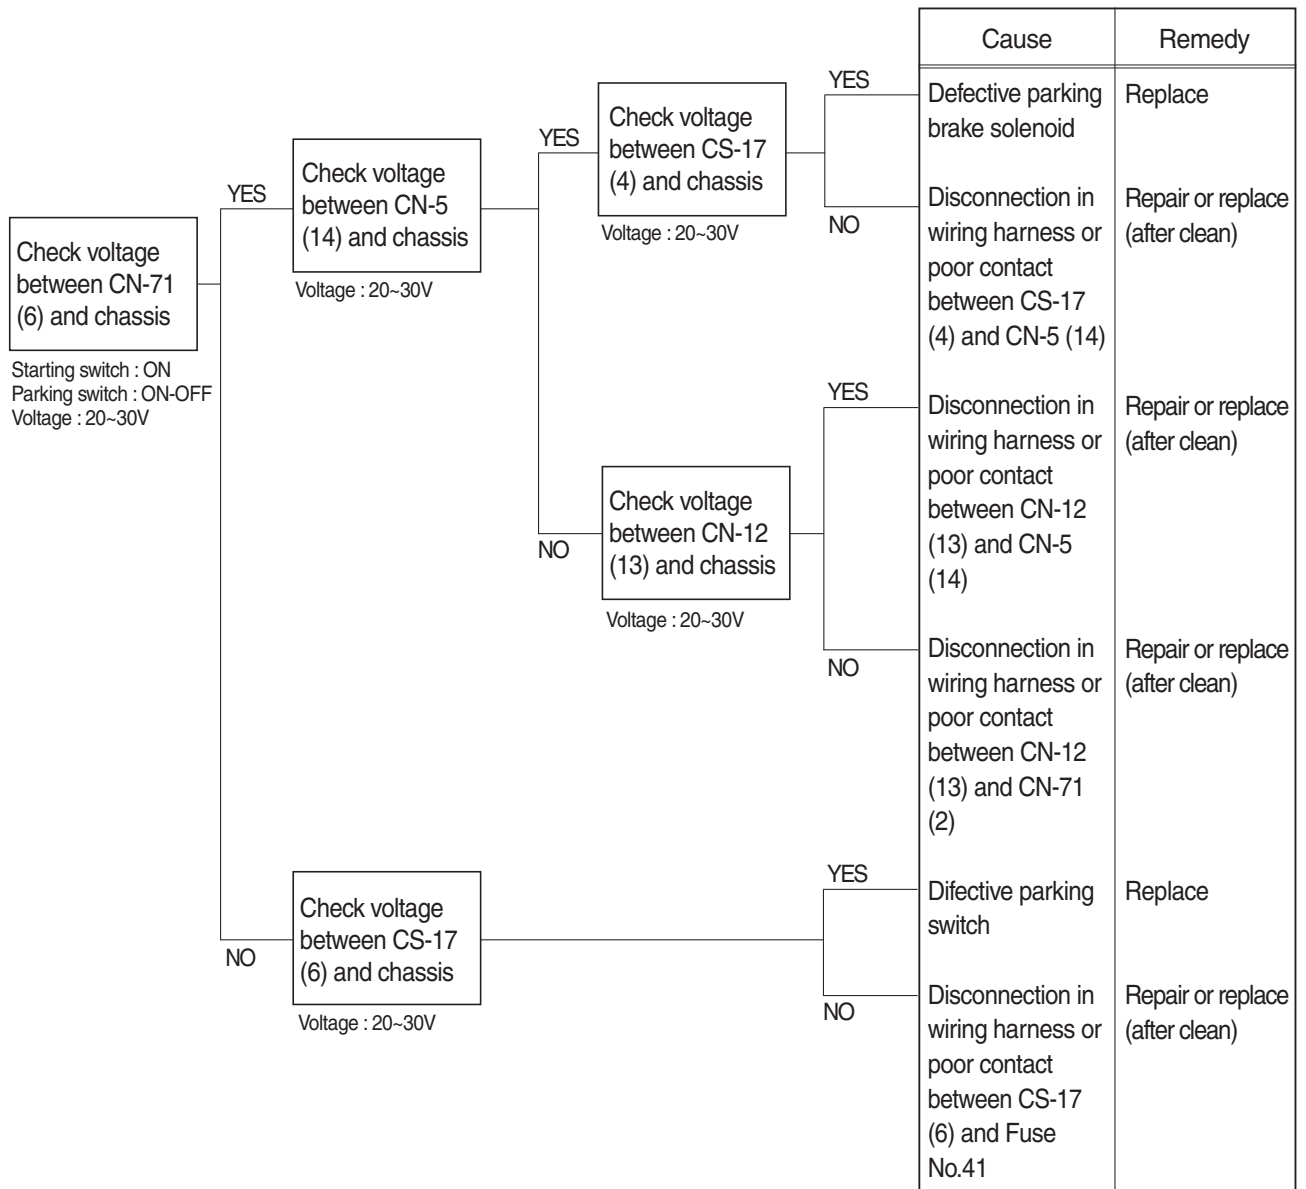 Cause
Remedy
Check voltage
between CN-71
(6) and chassis
Starting switch : ON
Parking switch : ON-OFF
Voltage : 20~30V
YES
Check voltage
between CN-5
(14) and chassis
Voltage : 20~30V
YES
Check voltage
between CS-17
(4) and chassis
Voltage : 20~30V
YES
Defective parking
brake solenoid
Replace
NO
Disconnection in
wiring harness or
poor contact
between CS-17
(4) and CN-5 (14)
Repair or replace
(after clean)
NO
Check voltage
between CN-12
(13) and chassis
Voltage : 20~30V
YES
Disconnection in
wiring harness or
poor contact
between CN-12
(13) and CN-5
(14)
Repair or replace
(after clean)
NO
Disconnection in
wiring harness or
poor contact
between CN-12
(13) and CN-71
(2)
Repair or replace
(after clean)
NO
Check voltage
between CS-17
(6) and chassis
Voltage : 20~30V
YES
Difective parking
switch
Replace
NO
Disconnection in
wiring harness or
poor contact
between CS-17
(6) and Fuse
No.41
Repair or replace
(after clean)